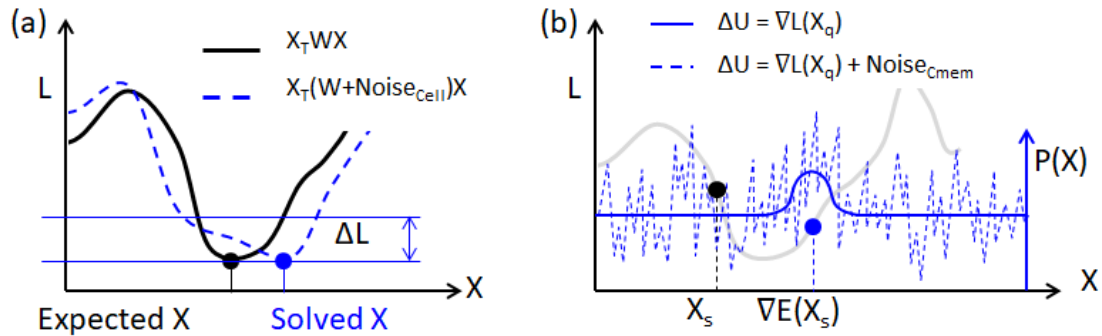 (a)
L
X_TWX
X_T(W+Noise_Cell)X
ΔL
X
Expected X
Solved X
(b)
L
ΔU = ∇L(X_q)
ΔU = ∇L(X_q) + Noise_Cmem
P(X)
X
X_s
∇E(X_s)